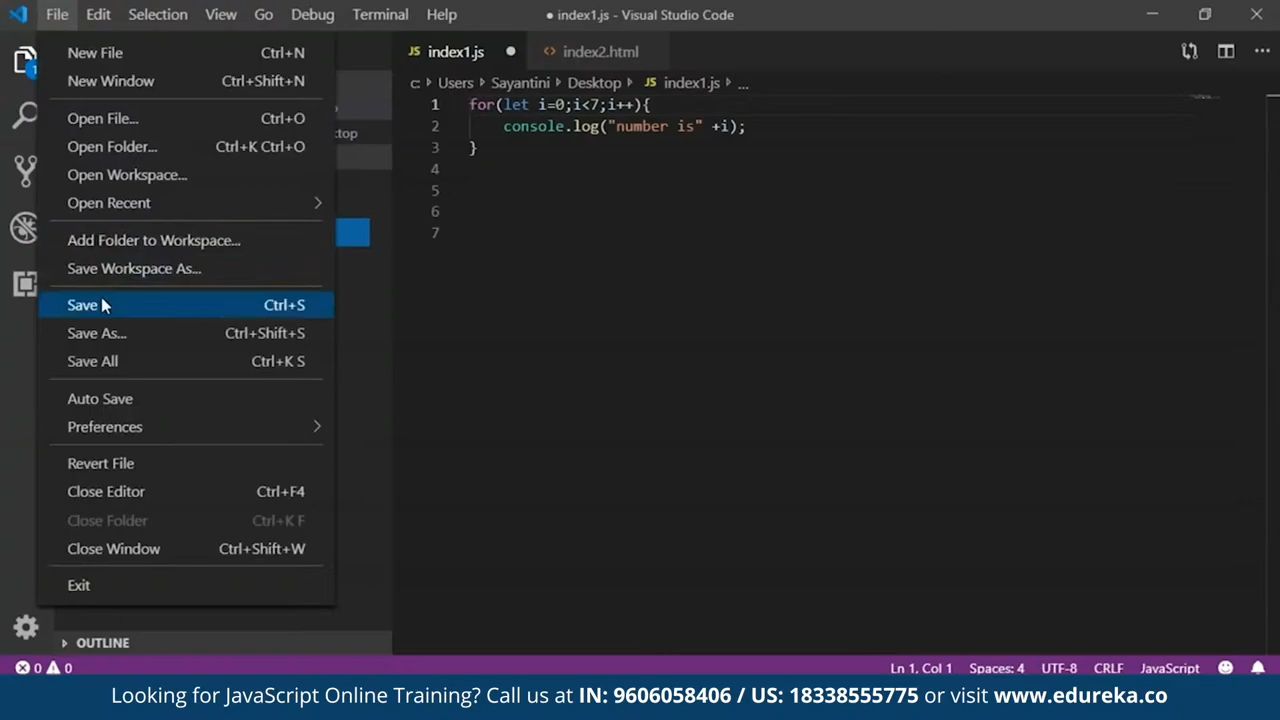 File Edit Selection View Go Debug Terminal Help
● index1.js - Visual Studio Code
New File Ctrl+N
New Window Ctrl+Shift+N
Open File... Ctrl+O
Open Folder... Ctrl+K Ctrl+O
Open Workspace...
Open Recent
Add Folder to Workspace...
Save Workspace As...
Save Ctrl+S
Save As... Ctrl+Shift+S
Save All Ctrl+K S
Auto Save
Preferences
Revert File
Close Editor Ctrl+F4
Close Folder Ctrl+K F
Close Window Ctrl+Shift+W
Exit
OUTLINE
JS index1.js ● <> index2.html
c: Users Sayantini Desktop JS index1.js ...
1 for(let i=0;i<7;i++){
2 console.log("number is" +i);
3 }
4
5
6
7
0 0 Ln 1, Col 1 Spaces: 4 UTF-8 CRLF JavaScript
Looking for JavaScript Online Training? Call us at IN: 9606058406 / US: 18338555775 or visit www.edureka.co